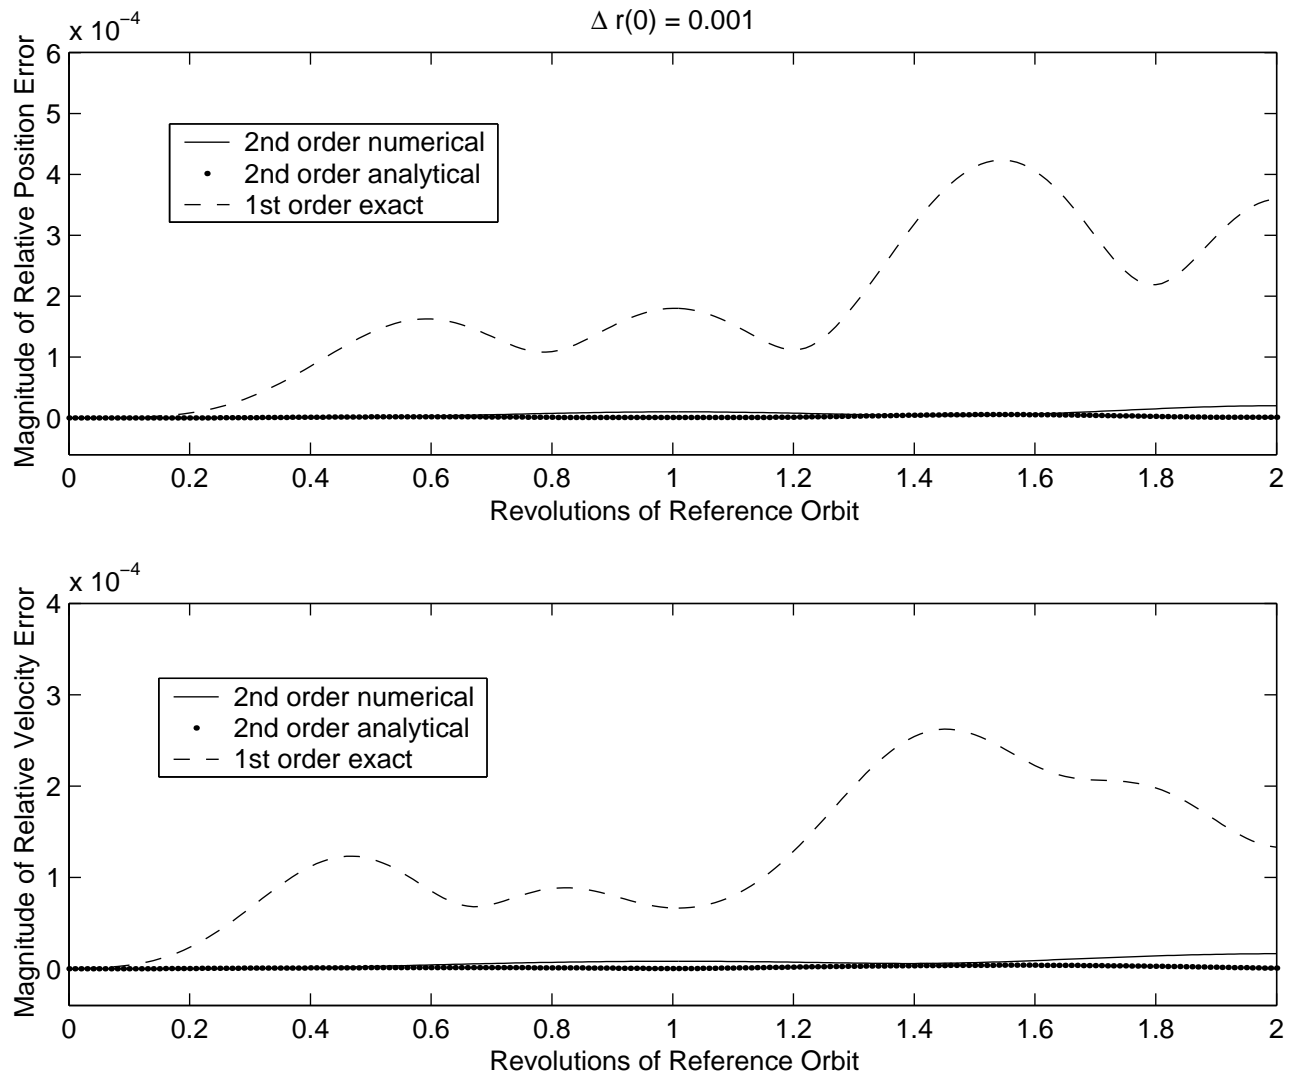 Δ r(0) = 0.001
x 10⁻⁴
Magnitude of Relative Position Error
6
5
4
3
2
1
0
2nd order numerical
2nd order analytical
1st order exact
0 0.2 0.4 0.6 0.8 1 1.2 1.4 1.6 1.8 2
Revolutions of Reference Orbit
x 10⁻⁴
Magnitude of Relative Velocity Error
4
3
2
1
0
2nd order numerical
2nd order analytical
1st order exact
0 0.2 0.4 0.6 0.8 1 1.2 1.4 1.6 1.8 2
Revolutions of Reference Orbit